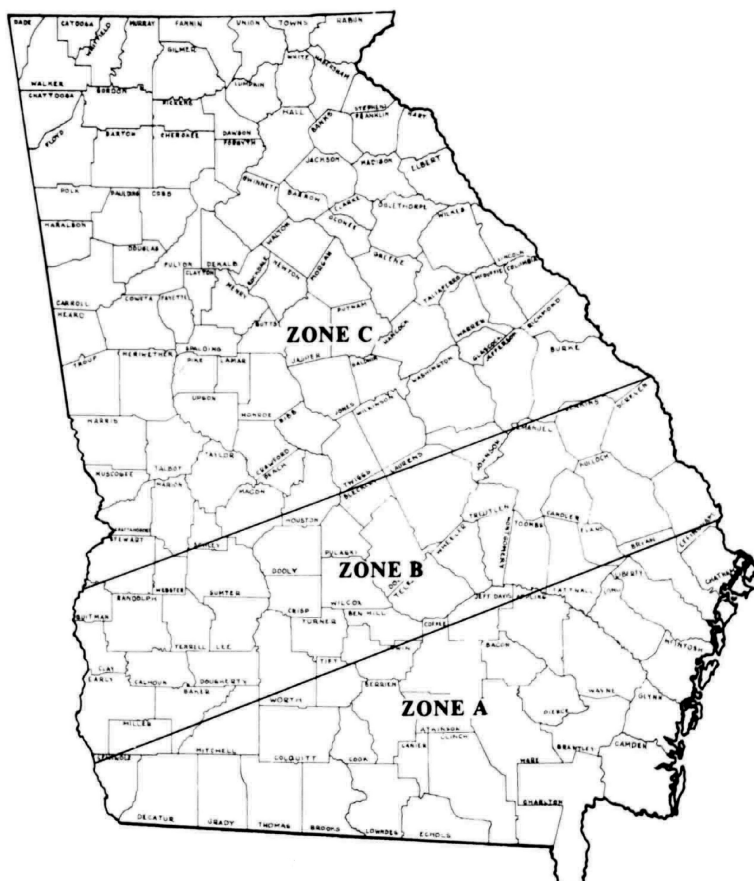 DADE CATOOSA WHITFIELD MURRAY FANNIN UNION TOWNS RABUN
GILMER WHITE HABERSHAM
WALKER LUMPKIN
CHATTOOGA GORDON PICKENS HALL BANKS STEPHENS
FRANKLIN HART
FLOYD BARTOW CHEROKEE DAWSON
FORSYTH
JACKSON MADISON ELBERT
POLK PAULDING COBB GWINNETT BARROW CLARKE OGLETHORPE WILKES
OCONEE
HARALSON DOUGLAS WALTON
FULTON DEKALB ROCKDALE NEWTON MORGAN GREENE LINCOLN
CLAYTON TALIAFERRO MCDUFFIE COLUMBIA
CARROLL COWETA FAYETTE HENRY PUTNAM
HEARD BUTTS HANCOCK WARREN RICHMOND
ZONE C
TROUP MERIWETHER SPALDING JASPER BALDWIN WASHINGTON GLASCOCK JEFFERSON BURKE
PIKE LAMAR
UPSON JONES WILKINSON
HARRIS MONROE BIBB JENKINS SCREVEN
EMANUEL
TAYLOR CRAWFORD TWIGGS LAURENS JOHNSON
MUSCOGEE TALBOT PEACH BLECKLEY BULLOCH
MARION MACON
HOUSTON TREUTLEN CANDLER
STEWART PULASKI WHEELER MONTGOMERY TOOMBS EVANS EFFINGHAM
BRYAN
DOOLY ZONE B CHATHAM
WEBSTER LIBERTY
RANDOLPH SUMTER WILCOX JEFF DAVIS APPLING TATTNALL LONG
QUITMAN CRISP BEN HILL COFFEE
TURNER
TERRELL LEE BACON MCINTOSH
CLAY TIFT
EARLY CALHOUN DOUGHERTY BERRIEN WAYNE
BAKER WORTH ZONE A PIERCE GLYNN
MILLER ATKINSON
MITCHELL COLQUITT COOK LANIER CLINCH WARE BRANTLEY CAMDEN
CHARLTON
DECATUR GRADY THOMAS BROOKS LOWNDES ECHOLS